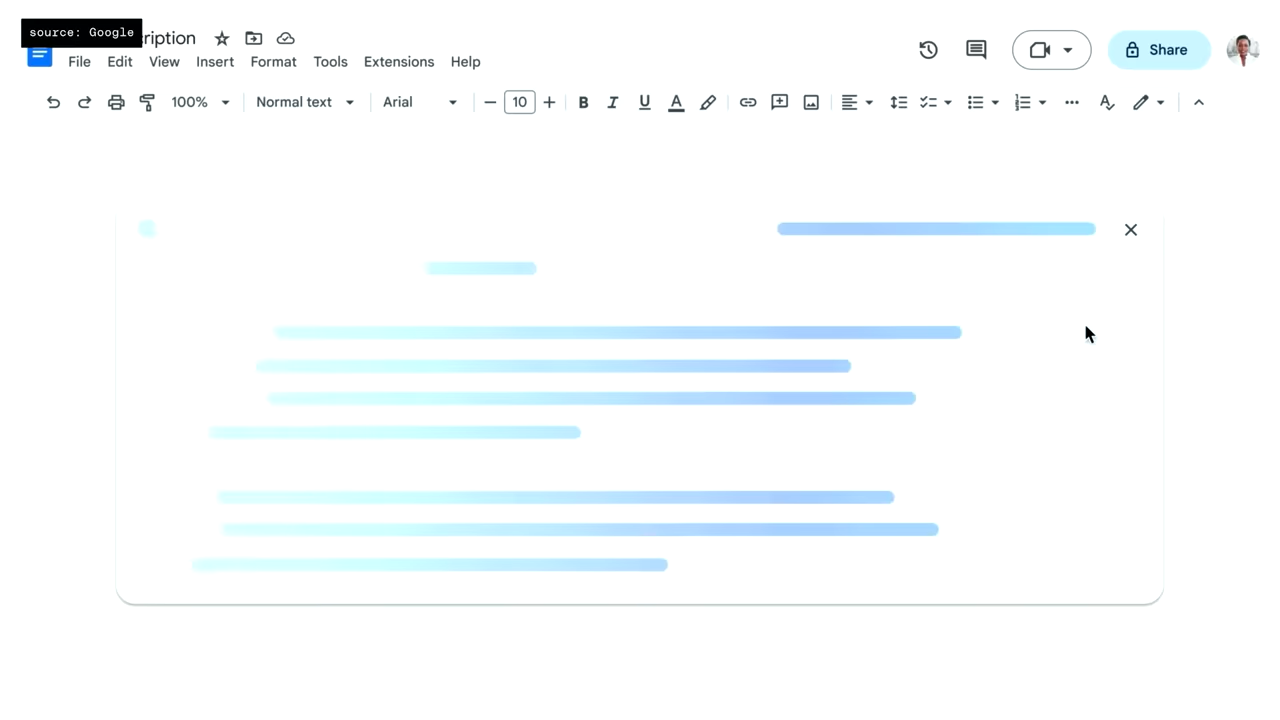 source: Google
ription
File Edit View Insert Format Tools Extensions Help
Share
100% Normal text Arial 10 B I U A